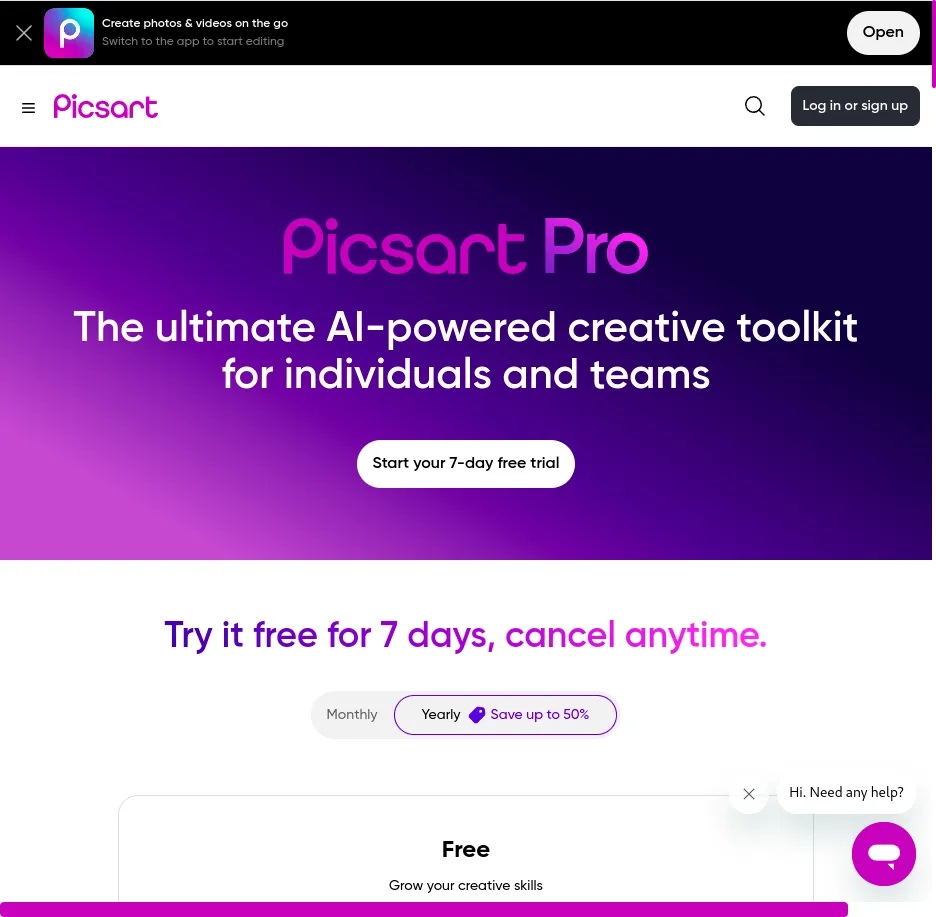 Create photos & videos on the go
Switch to the app to start editing
Open
Picsart
Log in or sign up
Picsart Pro
The ultimate AI-powered creative toolkit
for individuals and teams
Start your 7-day free trial
Try it free for 7 days, cancel anytime.
Monthly
Yearly
Save up to 50%
Hi. Need any help?
Free
Grow your creative skills